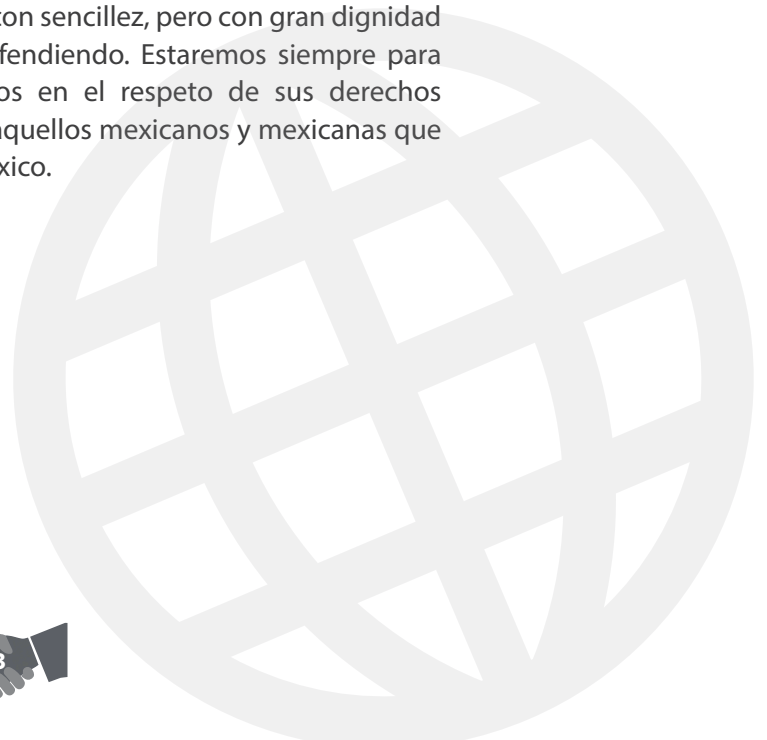 con sencillez, pero con gran dignidad
fendiendo. Estaremos siempre para
os en el respeto de sus derechos
aquellos mexicanos y mexicanas que
xico.
3